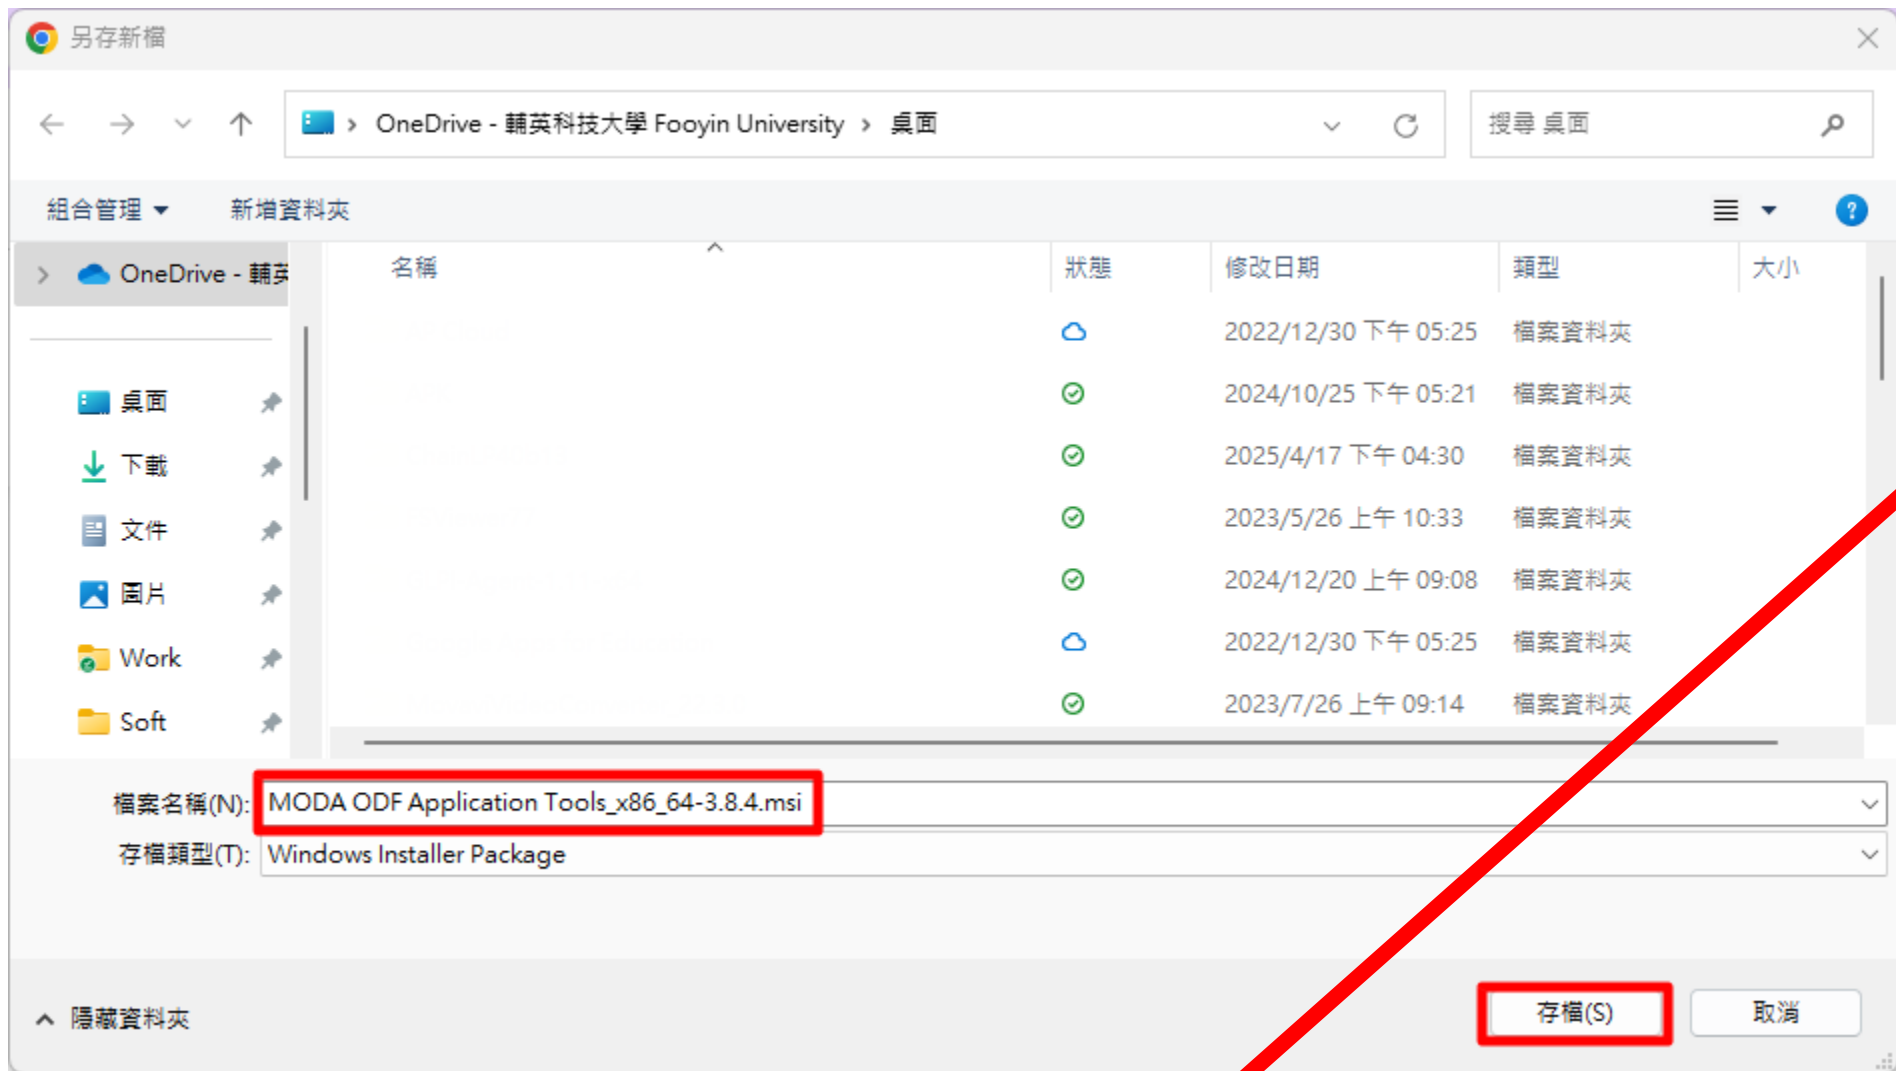 另存新檔
OneDrive - 輔英科技大學 Fooyin University › 桌面
搜尋 桌面
組合管理
新增資料夾
OneDrive - 輔英
桌面
下載
文件
圖片
Work
Soft
名稱 狀態 修改日期 類型 大小
2022/12/30 下午 05:25 檔案資料夾
2024/10/25 下午 05:21 檔案資料夾
2025/4/17 下午 04:30 檔案資料夾
2023/5/26 上午 10:33 檔案資料夾
2024/12/20 上午 09:08 檔案資料夾
2022/12/30 下午 05:25 檔案資料夾
2023/7/26 上午 09:14 檔案資料夾
檔案名稱(N): MODA ODF Application Tools_x86_64-3.8.4.msi
存檔類型(T): Windows Installer Package
隱藏資料夾
存檔(S)
取消